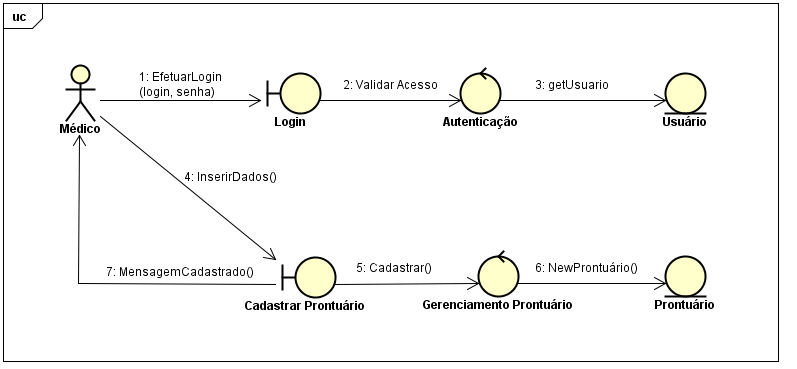 uc
1: EfetuarLogin
(login, senha)
2: Validar Acesso
3: getUsuario
Médico
Login
Autenticação
Usuário
4: InserirDados()
7: MensagemCadastrado()
5: Cadastrar()
6: NewProntuário()
Cadastrar Prontuário
Gerenciamento Prontuário
Prontuário